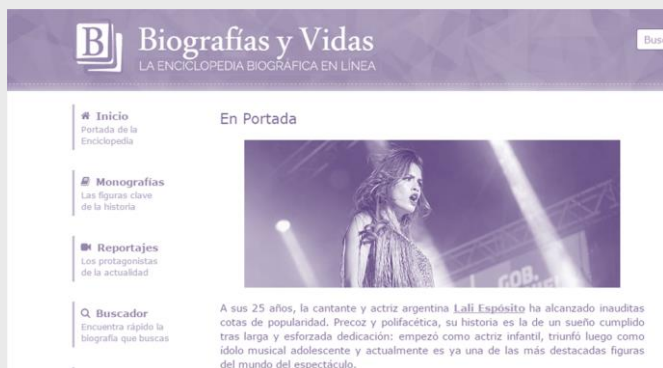 B
Biografías y Vidas
LA ENCICLOPEDIA BIOGRÁFICA EN LÍNEA
Inicio
Portada de la
Enciclopedia
Monografías
Las figuras clave
de la historia
Reportajes
Los protagonistas
de la actualidad
Buscador
Encuentra rápido la
biografía que buscas
En Portada
GOB.
A sus 25 años, la cantante y actriz argentina Lali Espósito ha alcanzado inauditas
cotas de popularidad. Precoz y polifacética, su historia es la de un sueño cumplido
tras larga y esforzada dedicación: empezó como actriz infantil, triunfó luego como
ídolo musical adolescente y actualmente es ya una de las más destacadas figuras
del mundo del espectáculo.